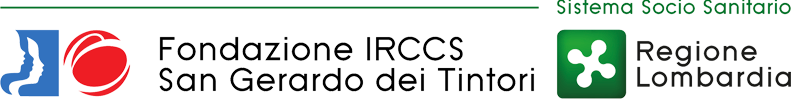 Sistema Socio Sanitario
Fondazione IRCCS
San Gerardo dei Tintori
Regione
Lombardia